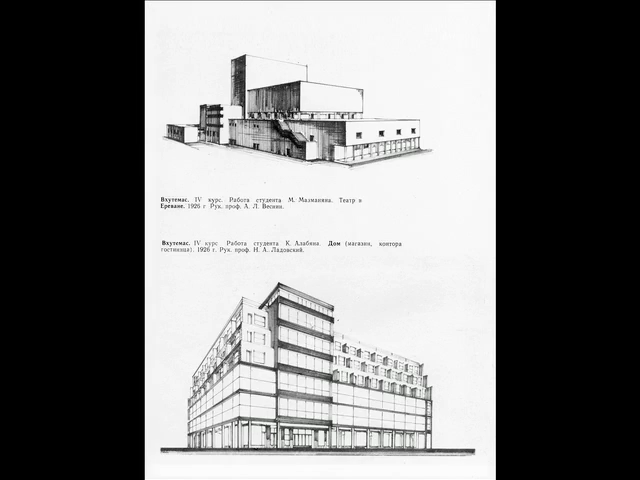 Вхутемас. IV курс. Работа студента М. Мазманяна. Театр в
Ереване. 1926 г Рук. проф. А. Л. Веснин.
Вхутемас. IV курс Работа студента К. Алабяна. Дом (магазин, контора
гостиница). 1926 г. Рук. проф. Н. А. Ладовский.